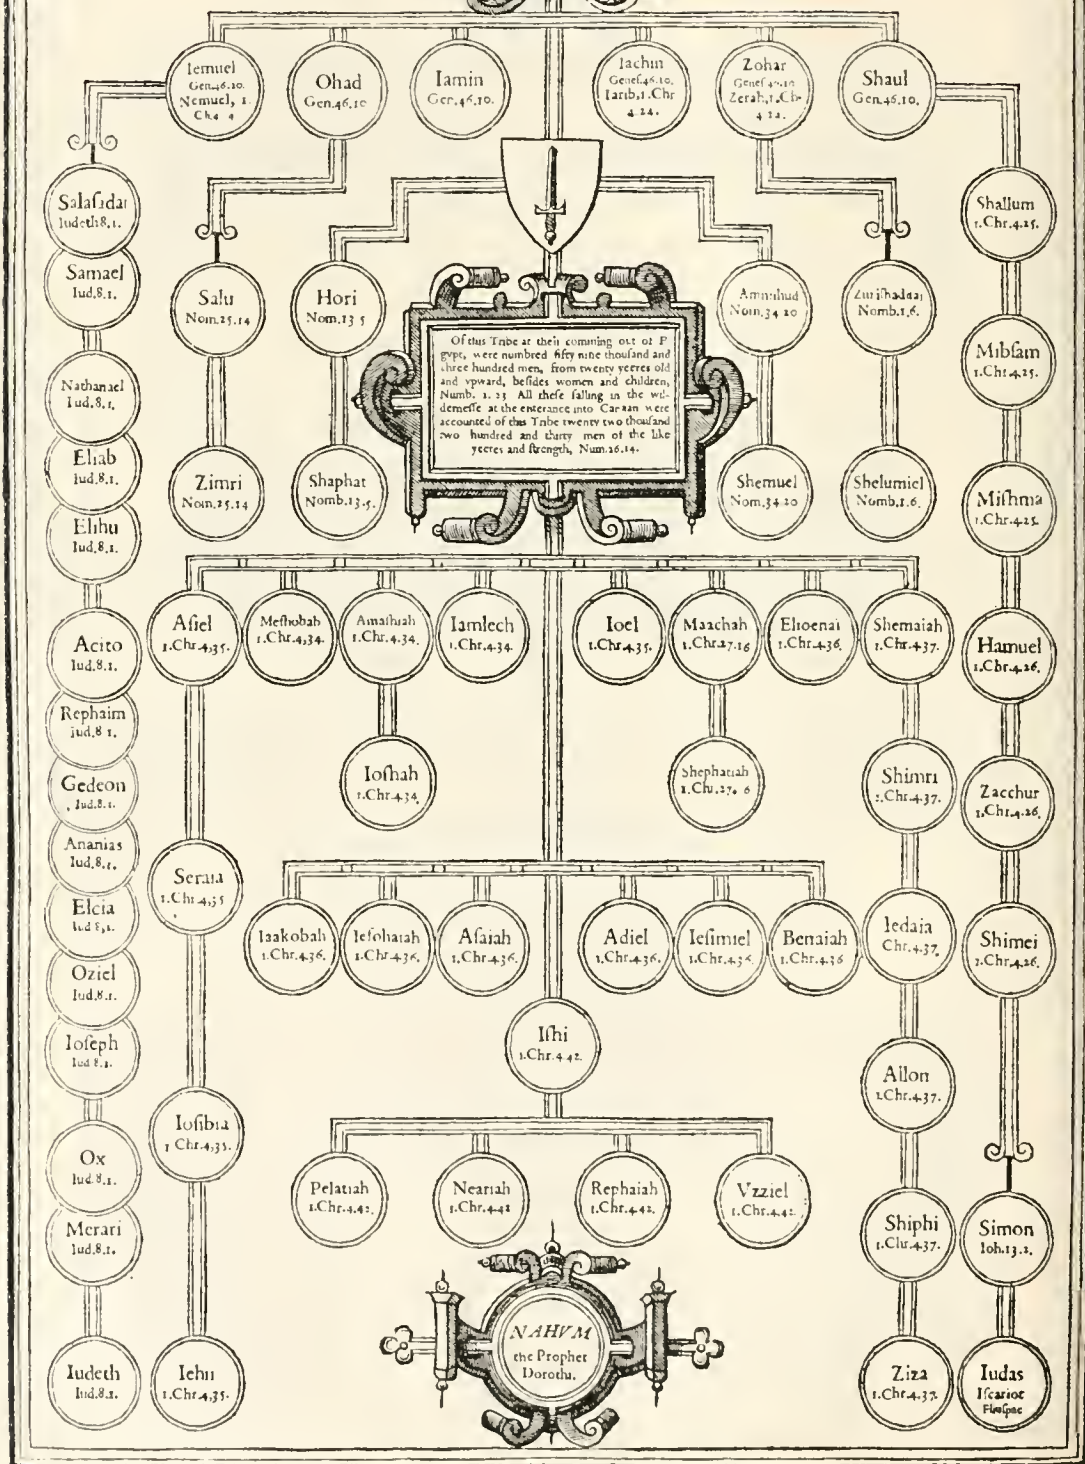 Iemuel
Gen.46.10.
Nemuel, 1.
Ch.4 4
Ohad
Gen.46,10
Iamin
Gen.46,10.
Iachin
Geneſ.46.10.
Iarib,1.Chr
4.24.
Zohar
Geneſ 46.10
Zerah,1.Ch-
4 24.
Shaul
Gen.46.10.
Salaſadai
Iudeth 8,1.
Samael
Iud.8,1.
Nathanael
Iud.8,1.
Eliab
Iud.8,1.
Elihu
Iud.8,1.
Acito
Iud.8.1.
Rephaim
Iud.8 1.
Gedeon
Iud.8.1.
Ananias
Iud.8.1.
Elcia
Iud 8,1.
Oziel
Iud.8.1.
Ioſeph
Iud.8.1.
Ox
Iud.8.1.
Merari
Iud.8.1.
Iudeth
Iud.8.1.
Salu
Nom.25.14
Zimri
Nom.25.14
Hori
Nom.13 5
Shaphat
Nomb.13.5.
Of this Tribe at their comming out of
gypt, were numbred fifty nine thouſand and
three hundred men, from twenty yeeres old
and vpward, beſides women and children,
Numb. 1. 23 All theſe falling in the wil-
derneſſe at the enterance into Canaan were
accounted of this Tribe twenty two thouſand
two hundred and thirty men of the like
yeeres and ſtrength, Num.26.14.
Ammihud
Nom.34 20
Shemuel
Nom.34 20
Zuriſhaddai
Nomb.1,6.
Shelumiel
Nomb.1.6.
Shallum
1.Chr.4.25.
Mibſam
1.Chr.4.25.
Miſhma
1.Chr.4.25.
Hamuel
1.Chr.4.26.
Zacchur
1.Chr.4.26.
Shimei
1.Chr.4.26.
Simon
Ioh.13.2.
Iudas
Iſcariot
Aſiel
1.Chr.4,35.
Meſhobah
1.Chr.4,34.
Amaſhiah
1.Chr.4.34.
Iamlech
1.Chr.4.34.
Ioel
1.Chr.4.35.
Maachah
1.Chr.27.16
Elioenai
1.Chr.4.36.
Shemaiah
1.Chr.4.37.
Ioſhah
1.Chr.4.34.
Shephatiah
1.Chr.27. 6
Shimri
1.Chr.4.37.
Seraia
1.Chr.4,35
Iaakobah
1.Chr.4.36.
Ieſohaiah
1.Chr.4.36.
Aſaiah
1.Chr.4.36.
Adiel
1.Chr.4.36.
Ieſimiel
1.Chr.4.36.
Benaiah
1.Chr.4.36
Iedaia
Chr.4.37.
Iſhi
1.Chr.4 42.
Allon
1.Chr.4.37.
Ioſibia
1 Chr.4,35.
Pelatiah
1.Chr.4.42.
Neariah
1.Chr.4.42
Rephaiah
1.Chr.4.42.
Vzziel
1.Chr.4.42.
Shiphi
1.Chr.4.37.
Iehu
1.Chr.4,35.
NAHVM
the Prophet
Dorothu.
Ziza
1.Chr.4.37.